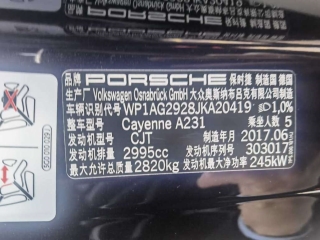 品牌 PORSCHE 保时捷 制造国 德国
生产厂 Volkswagen Osnabrück GmbH 大众奥斯纳布吕克有限公司
车辆识别代号 WP1AG2928JKA20419 1,0%
整车型号 Cayenne A231 乘坐人数 5
发动机型号 CJT 制造年月 2017.06
发动机排量 2995cc 发动机序列号 303017
最大允许总质量 2820kg 发动机最大净功率 245kW